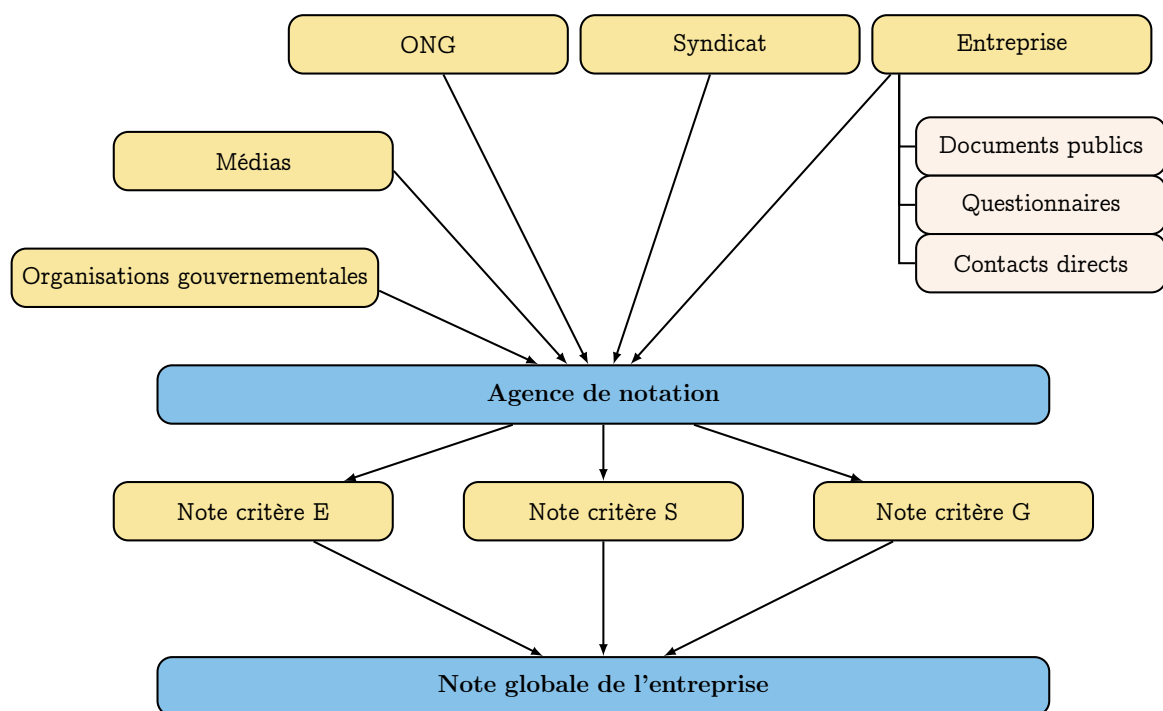 ONG
Syndicat
Entreprise
Documents publics
Médias
Questionnaires
Contacts directs
Organisations gouvernementales
Agence de notation
Note critère E
Note critère S
Note critère G
Note globale de l'entreprise